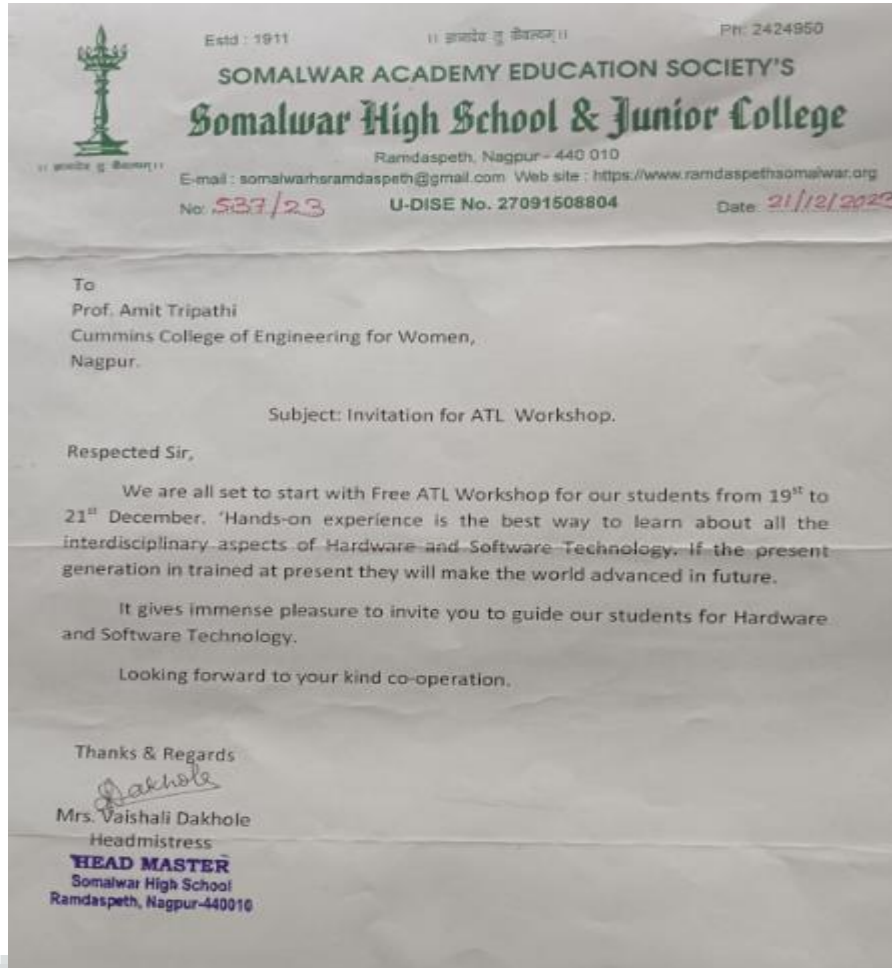 Estd : 1911 ।। ज्ञानादेव तु कैवल्यम् ।। Ph: 2424950
SOMALWAR ACADEMY EDUCATION SOCIETY'S
Somalwar High School & Junior College
Ramdaspeth, Nagpur - 440 010
।। ज्ञानादेव तु कैवल्यम् ।।
E-mail : somalwarhsramdaspeth@gmail.com Web site : https://www.ramdaspethsomalwar.org
No: 537/23 U-DISE No. 27091508804 Date 21/12/2023
To
Prof. Amit Tripathi
Cummins College of Engineering for Women,
Nagpur.
Subject: Invitation for ATL Workshop.
Respected Sir,
We are all set to start with Free ATL Workshop for our students from 19st to
21st December. 'Hands-on experience is the best way to learn about all the
interdisciplinary aspects of Hardware and Software Technology. If the present
generation in trained at present they will make the world advanced in future.
It gives immense pleasure to invite you to guide our students for Hardware
and Software Technology.
Looking forward to your kind co-operation.
Thanks & Regards
Dakhole
Mrs. Vaishali Dakhole
Headmistress
HEAD MASTER
Somalwar High School
Ramdaspeth, Nagpur-440010